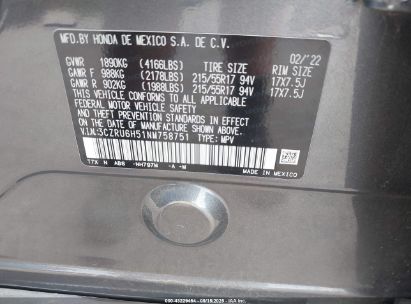 MFD.BY HONDA DE MEXICO S.A. DE C.V.
02/'22
GVWR 1890KG (4166LBS) RIM SIZE
GAWR F 988KG (2178LBS) 215/55R17 94V 17X7.5J
GAWR R 902KG (1988LBS) 215/55R17 94V 17X7.5J
THIS VEHICLE CONFORMS TO ALL APPLICABLE
FEDERAL MOTOR VEHICLE SAFETY
AND THEFT PREVENTION STANDARDS IN EFFECT ON THE
DATE OF MANUFACTURE SHOWN ABOVE.
V.I.N:3CZRU6H51NM758751 TYPE: MPV
T7X N ABS NH797M -A -M
MADE IN MEXICO